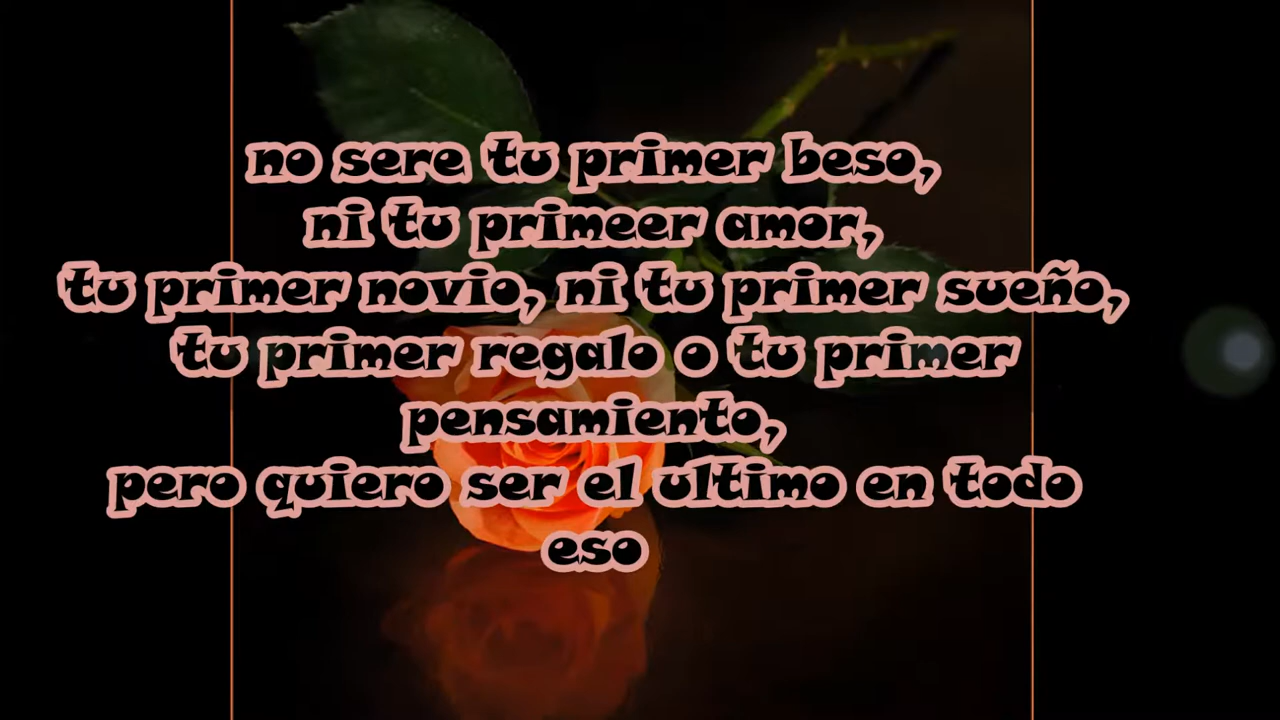 no sere tu primer beso,
ni tu primeer amor,
tu primer novio, ni tu primer sueño,
tu primer regalo o tu primer
pensamiento,
pero quiero ser el ultimo en todo
eso